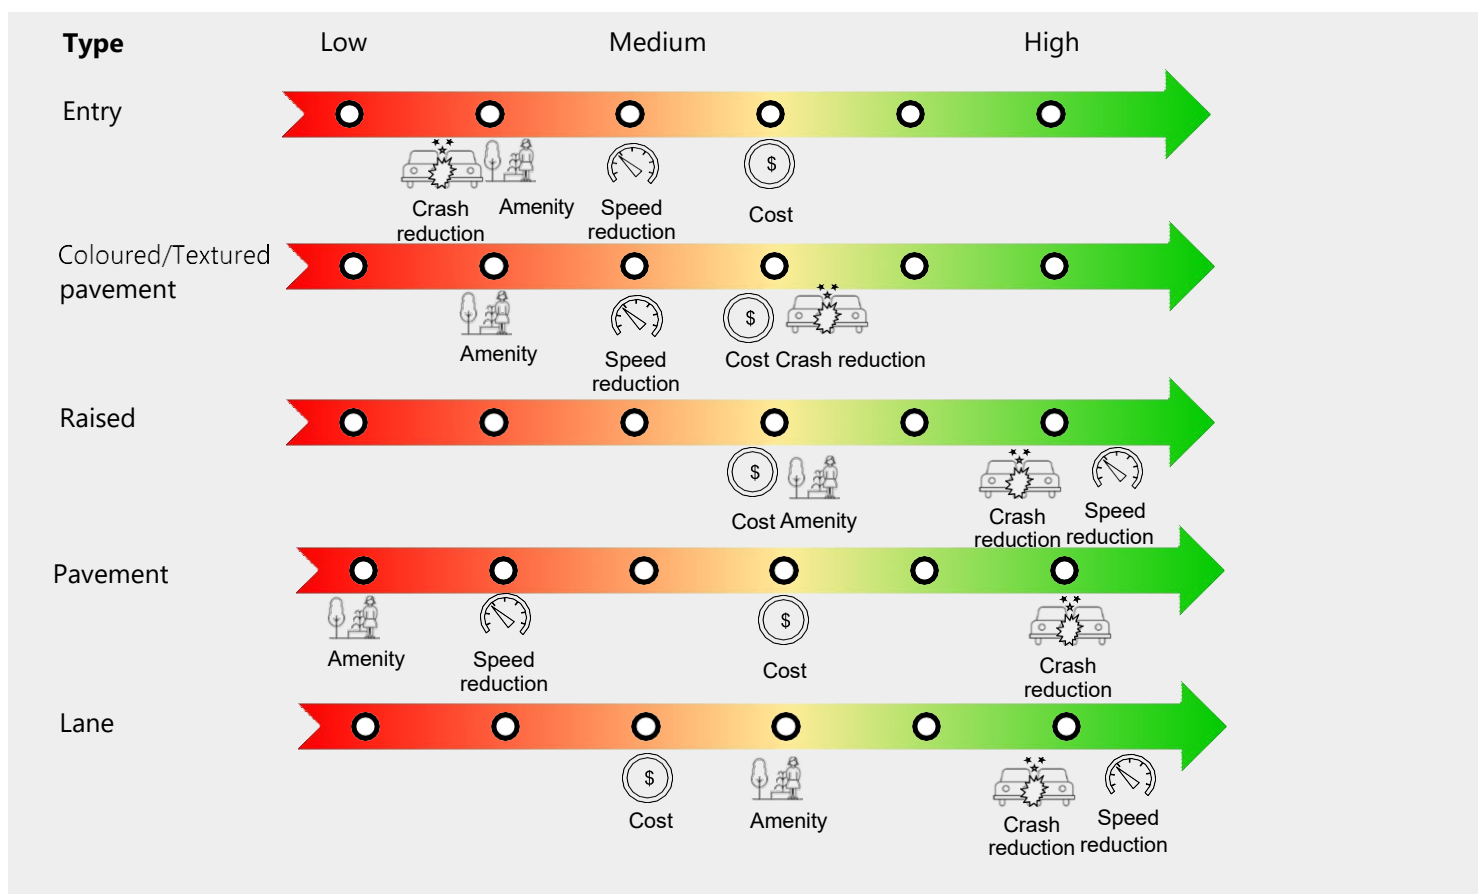 Type Low Medium High
Entry
$
Crash Amenity Speed Cost
reduction reduction
Coloured/Textured
pavement
$
Amenity Speed Cost Crash reduction
reduction
Raised
$
Cost Amenity Crash Speed
reduction reduction
Pavement
$
Amenity Speed Cost Crash
reduction reduction
Lane
$
Cost Amenity Crash Speed
reduction reduction